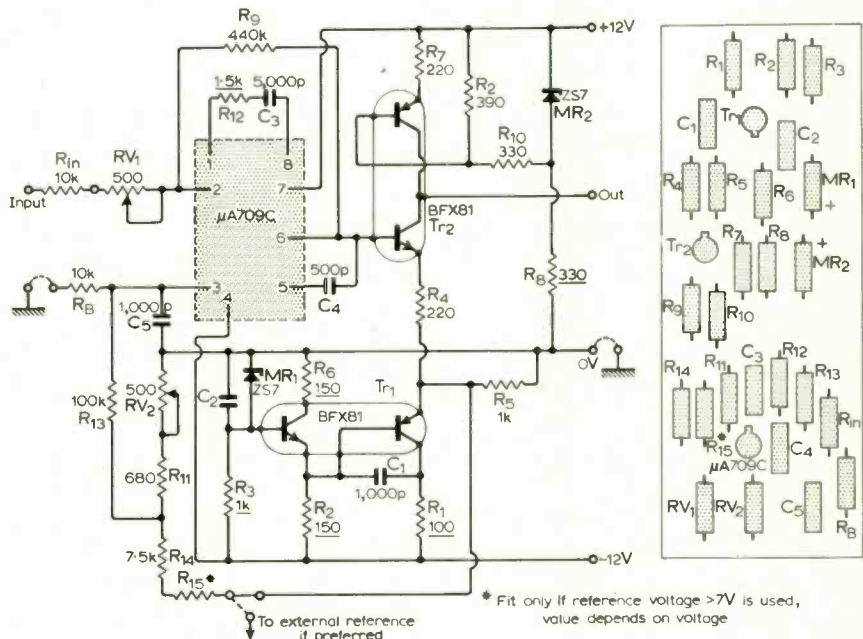 R9
440k
+12V
R7
220
1.5k
5,000p
R12
C3
R2
390
ZS7
MR2
R10
330
1
8
Rin
10k
RV1
500
Input
2
7
μA709C
6
Out
BFX81
Tr2
10k
RB
3
4
5
500p
C4
R8
330
1,000p
C5
R4
220
0V
500
RV2
100k
R13
C2
MR1
ZS7
R6
150
Tr1
BFX81
R5
1k
680
R11
R3
1k
C1
1,000p
R2
150
R1
100
7.5k
R14
-12V
R15*
To external reference
if preferred
* Fit only if reference voltage >7V is used,
value depends on voltage
R1
R2
R3
C1
Tr1
C2
R4
R5
R6
MR1
+
Tr2
R7
R8
+
MR2
R9
R10
R14
R11
C3
R12
R13
Rin
R15*
μA709C
C4
RV1
RV2
C5
RB